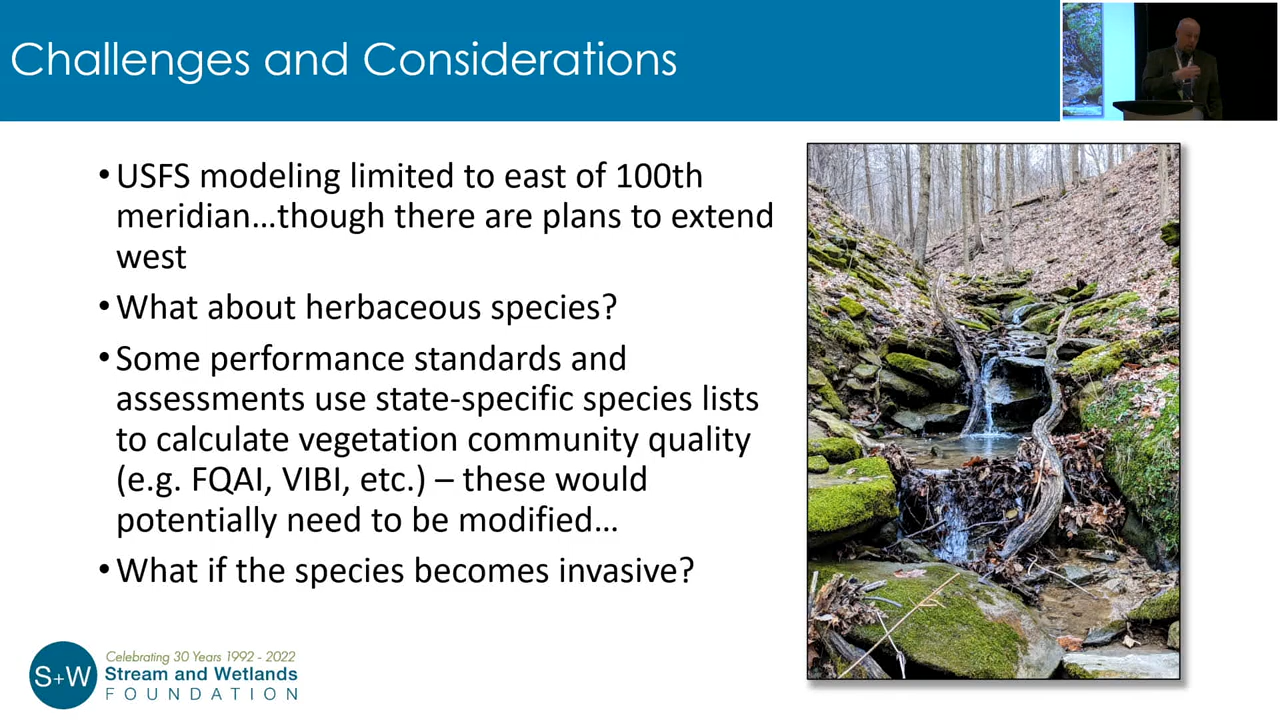 Challenges and Considerations
• USFS modeling limited to east of 100th
meridian...though there are plans to extend
west
• What about herbaceous species?
• Some performance standards and
assessments use state-specific species lists
to calculate vegetation community quality
(e.g. FQAI, VIBI, etc.) – these would
potentially need to be modified...
• What if the species becomes invasive?
S+W
Celebrating 30 Years 1992 - 2022
Stream and Wetlands
FOUNDATION